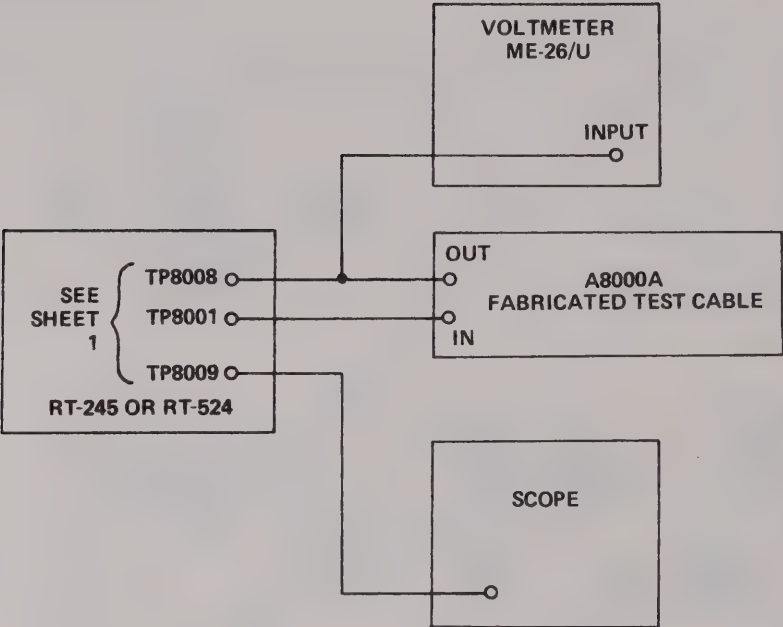 VOLTMETER
ME-26/U
INPUT
OUT
A8000A
FABRICATED TEST CABLE
IN
SEE
SHEET
1
TP8008
TP8001
TP8009
RT-245 OR RT-524
SCOPE